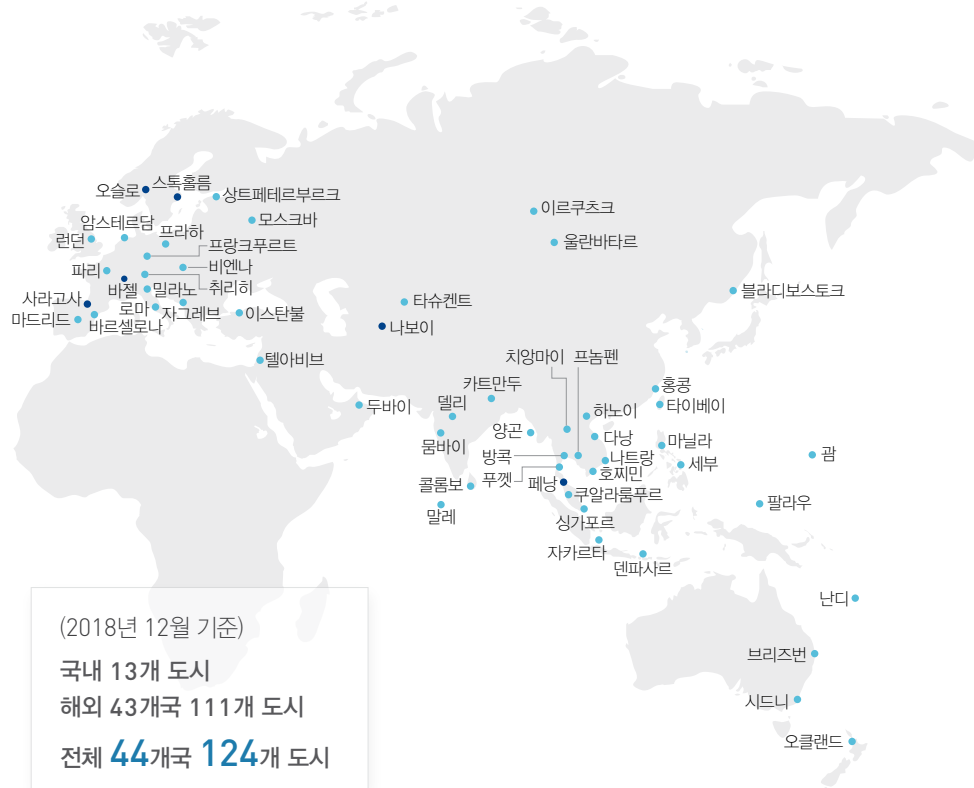 오슬로
스톡홀름
상트페테르부르크
이르쿠츠크
모스크바
암스테르담
런던
프라하
프랑크푸르트
울란바타르
파리
비엔나
바젤
밀라노
취리히
블라디보스토크
사라고사
로마
자그레브
이스탄불
타슈켄트
마드리드
바르셀로나
나보이
텔아비브
치앙마이
프놈펜
카트만두
홍콩
두바이
델리
하노이
타이베이
뭄바이
양곤
다낭
마닐라
방콕
나트랑
세부
괌
콜롬보
푸껫
페낭
호찌민
쿠알라룸푸르
말레
싱가포르
팔라우
자카르타
덴파사르
난디
브리즈번
시드니
오클랜드
(2018년 12월 기준)
국내 13개 도시
해외 43개국 111개 도시
전체 44개국 124개 도시